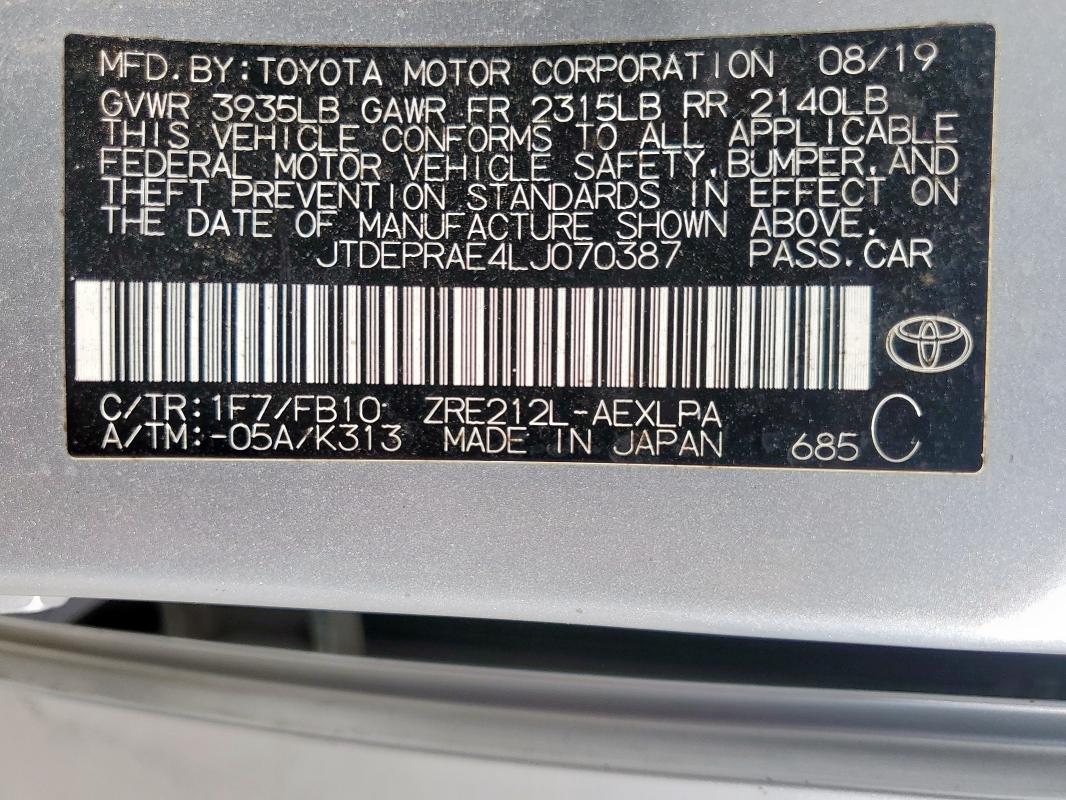 MFD.BY:TOYOTA MOTOR CORPORATION 08/19
GVWR 3935LB GAWR FR 2315LB RR 2140LB
THIS VEHICLE CONFORMS TO ALL APPLICABLE
FEDERAL MOTOR VEHICLE SAFETY,BUMPER,AND
THEFT PREVENTION STANDARDS IN EFFECT ON
THE DATE OF MANUFACTURE SHOWN ABOVE.
JTDEPRAE4LJ070387 PASS.CAR
C/TR:1F7/FB10 ZRE212L-AEXLPA
A/TM:-05A/K313 MADE IN JAPAN 685 C